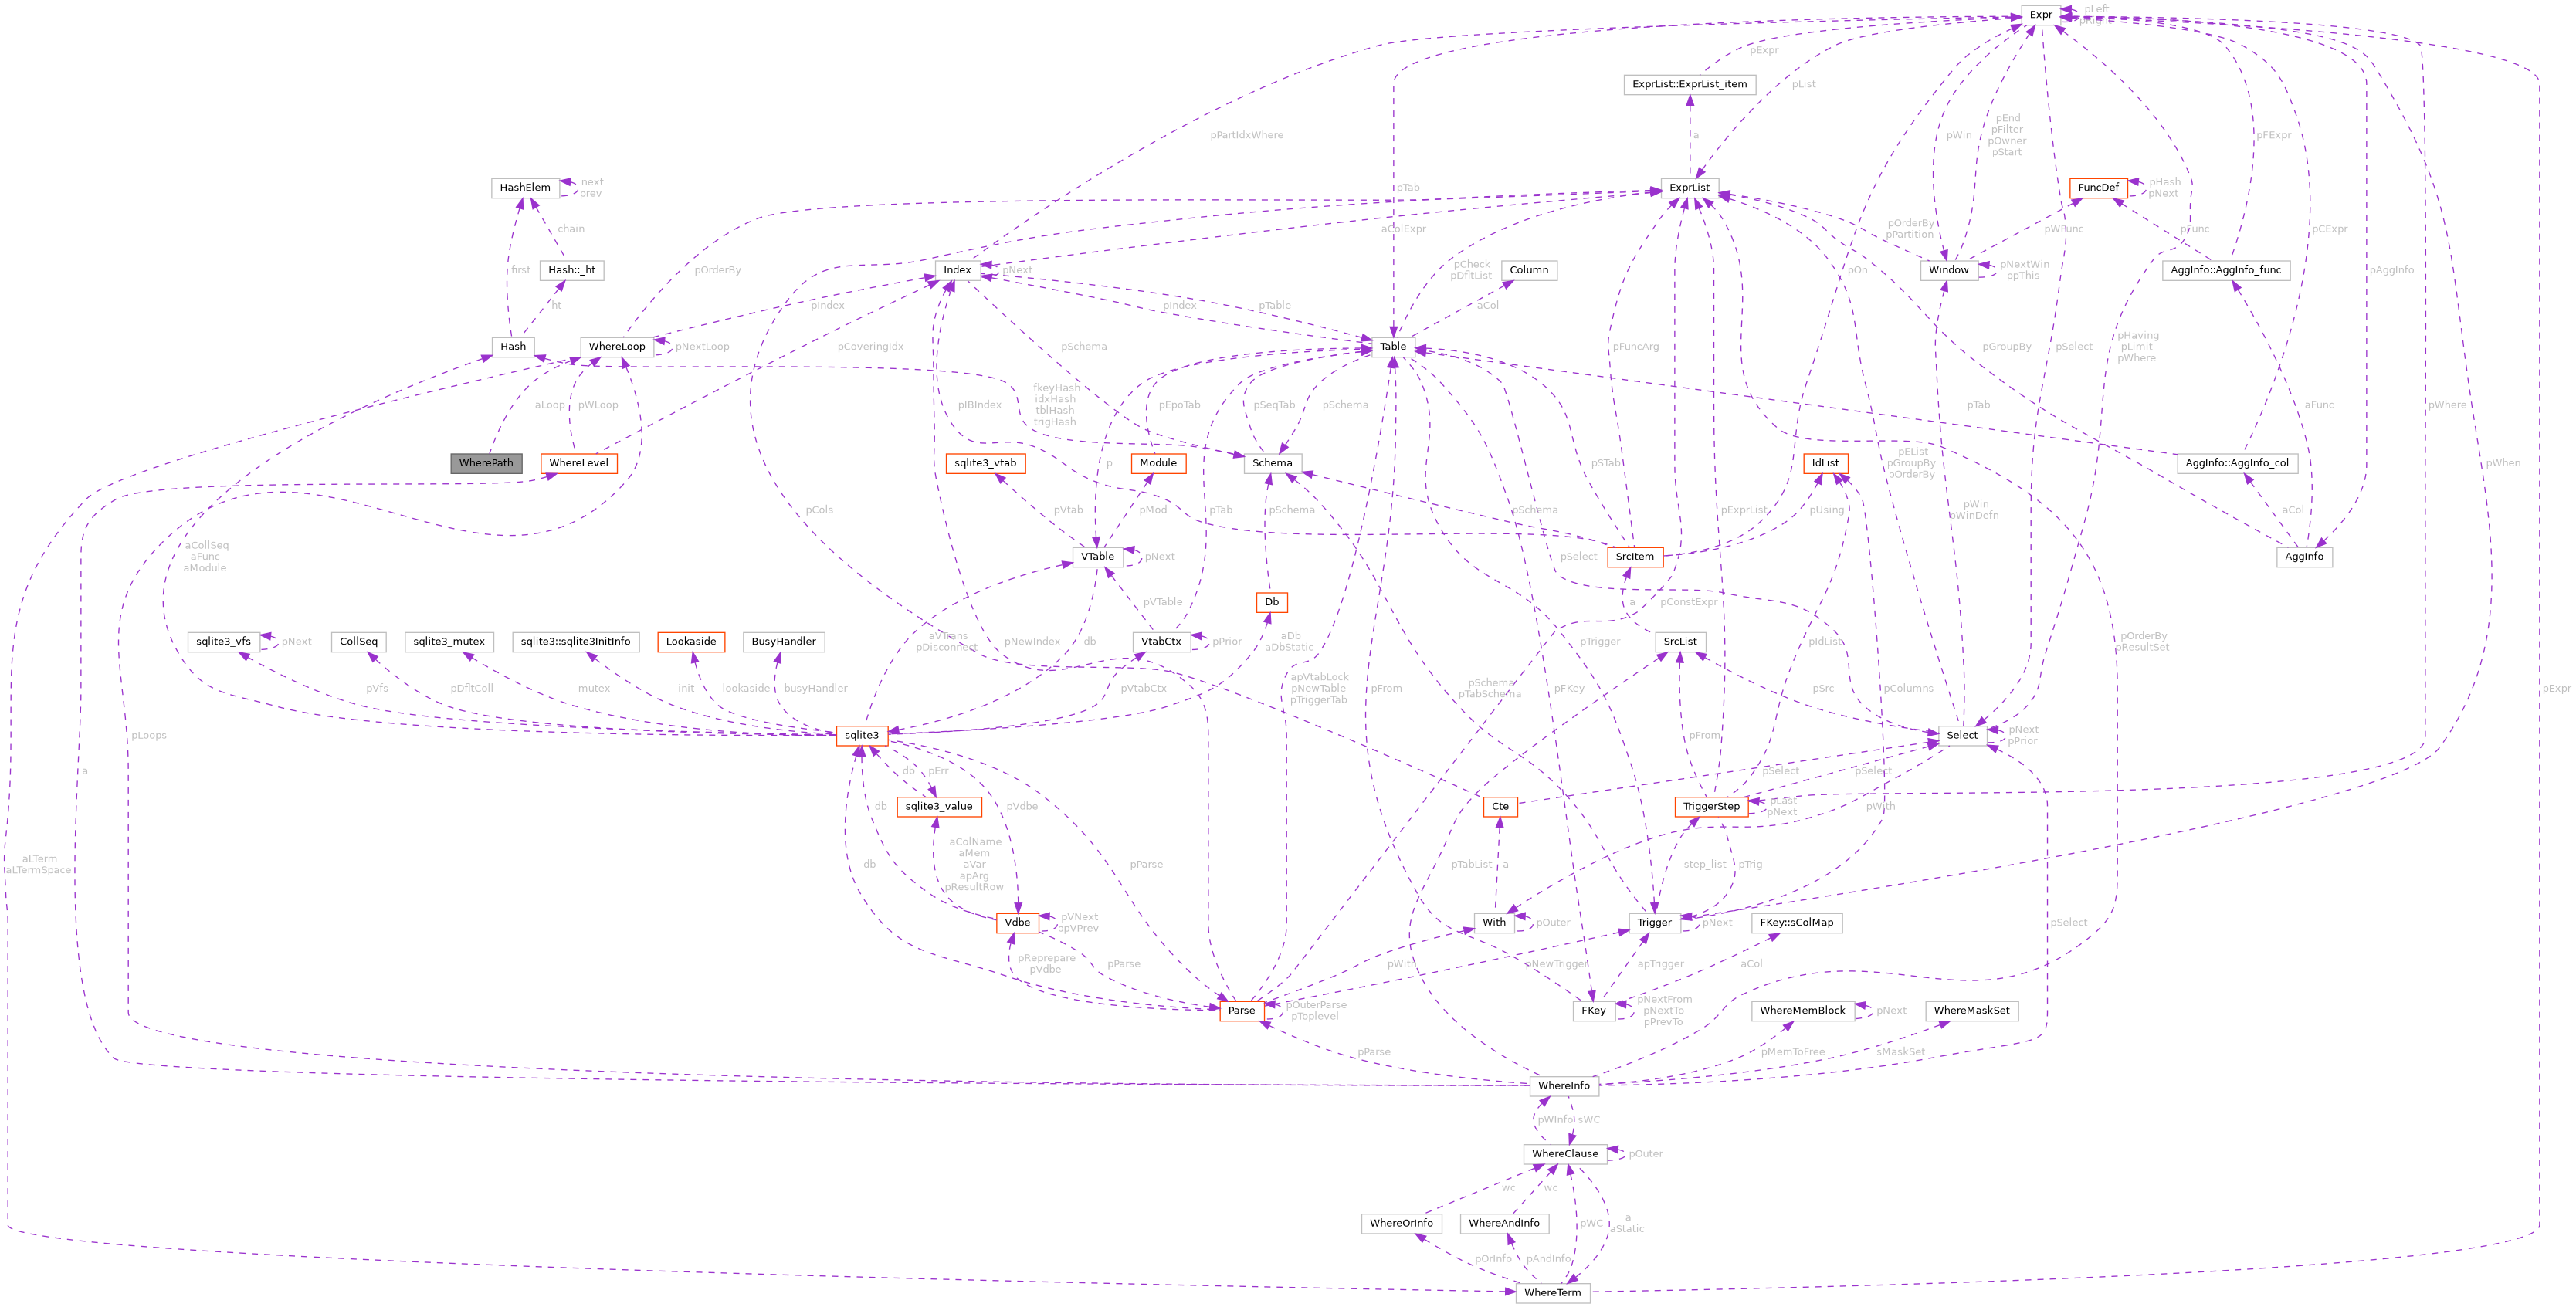 Expr
pLeft
pRight
pExpr
ExprList::ExprList_item
pList
pPartIdxWhere
a
pWin
pEnd
pFilter
pOwner
pStart
pFExpr
HashElem
next
prev
pTab
ExprList
FuncDef
pHash
pNext
chain
aColExpr
pOrderBy
pPartition
pWFunc
pFunc
pCExpr
first
Hash::_ht
pOrderBy
Index
pNext
pCheck
pDfltList
Column
pOn
Window
pNextWin
ppThis
AggInfo::AggInfo_func
pAggInfo
ht
pIndex
pIndex
pTable
aCol
Hash
WhereLoop
pNextLoop
pCoveringIdx
pSchema
Table
pFuncArg
pGroupBy
pSelect
pHaving
pLimit
pWhere
aLoop
pWLoop
fkeyHash
idxHash
tblHash
trigHash
pIBIndex
pEpoTab
pSeqTab
pSchema
pTab
aFunc
pWhere
WherePath
WhereLevel
sqlite3_vtab
p
Module
Schema
pSTab
IdList
pEList
pGroupBy
pOrderBy
AggInfo::AggInfo_col
pWhen
pCols
pVtab
pMod
pTab
pSchema
pSchema
pExprList
pUsing
pWin
pWinDefn
aCol
aCollSeq
aFunc
aModule
VTable
pNext
pSelect
SrcItem
AggInfo
pVTable
Db
pConstExpr
a
sqlite3_vfs
pNext
CollSeq
sqlite3_mutex
sqlite3::sqlite3InitInfo
Lookaside
BusyHandler
aVTrans
pDisconnect
pNewIndex
db
VtabCtx
pPrior
aDb
aDbStatic
pTrigger
SrcList
pIdList
pOrderBy
pResultSet
pVfs
pDfltColl
mutex
init
lookaside
busyHandler
pVtabCtx
apVtabLock
pNewTable
pTriggerTab
pFrom
pSchema
pTabSchema
pFKey
pSrc
pColumns
pExpr
pLoops
sqlite3
pFrom
Select
pNext
pPrior
a
db
pErr
pSelect
pSelect
db
sqlite3_value
pVdbe
Cte
TriggerStep
pLast
pNext
pWith
aLTerm
aLTermSpace
db
aColName
aMem
aVar
apArg
pResultRow
pParse
pTabList
a
step_list
pTrig
Vdbe
pVNext
ppVPrev
With
pOuter
Trigger
pNext
FKey::sColMap
pSelect
pReprepare
pVdbe
pParse
pWith
pNewTrigger
apTrigger
aCol
Parse
pOuterParse
pToplevel
FKey
pNextFrom
pNextTo
pPrevTo
WhereMemBlock
pNext
WhereMaskSet
pParse
pMemToFree
sMaskSet
WhereInfo
pWInfo
sWC
WhereClause
pOuter
wc
wc
WhereOrInfo
WhereAndInfo
pWC
a
aStatic
pOrInfo
pAndInfo
WhereTerm